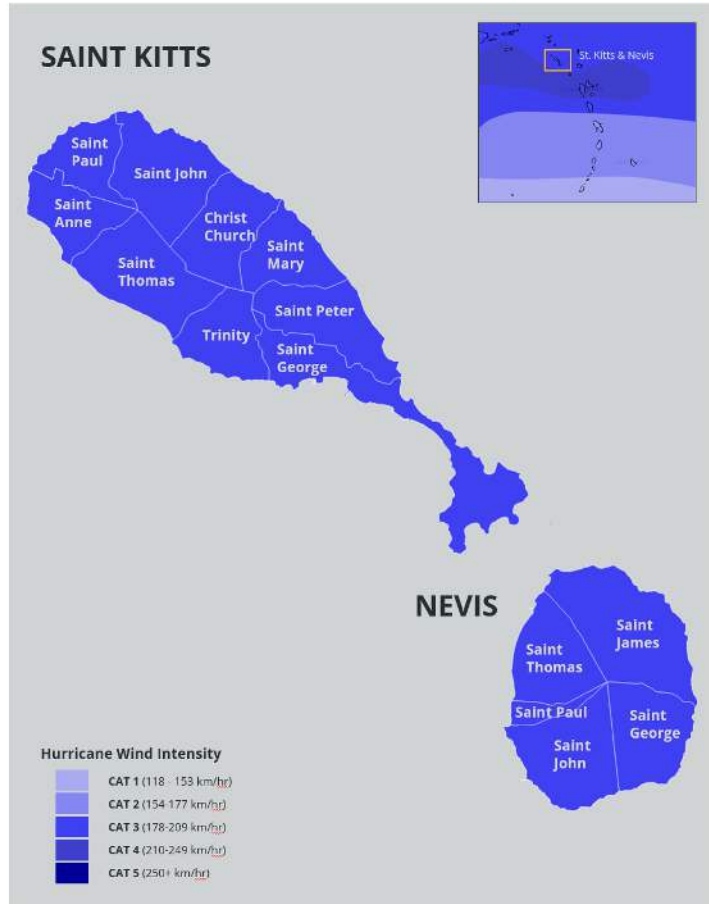 SAINT KITTS
St. Kitts & Nevis
Saint
Paul
Saint John
Saint
Anne
Christ
Church
Saint
Mary
Saint
Thomas
Saint Peter
Trinity
Saint
George
NEVIS
Saint
James
Saint
Thomas
Saint Paul
Saint
George
Saint
John
Hurricane Wind Intensity
CAT 1 (118 - 153 km/hr)
CAT 2 (154-177 km/hr)
CAT 3 (178-209 km/hr)
CAT 4 (210-249 km/hr)
CAT 5 (250+ km/hr)